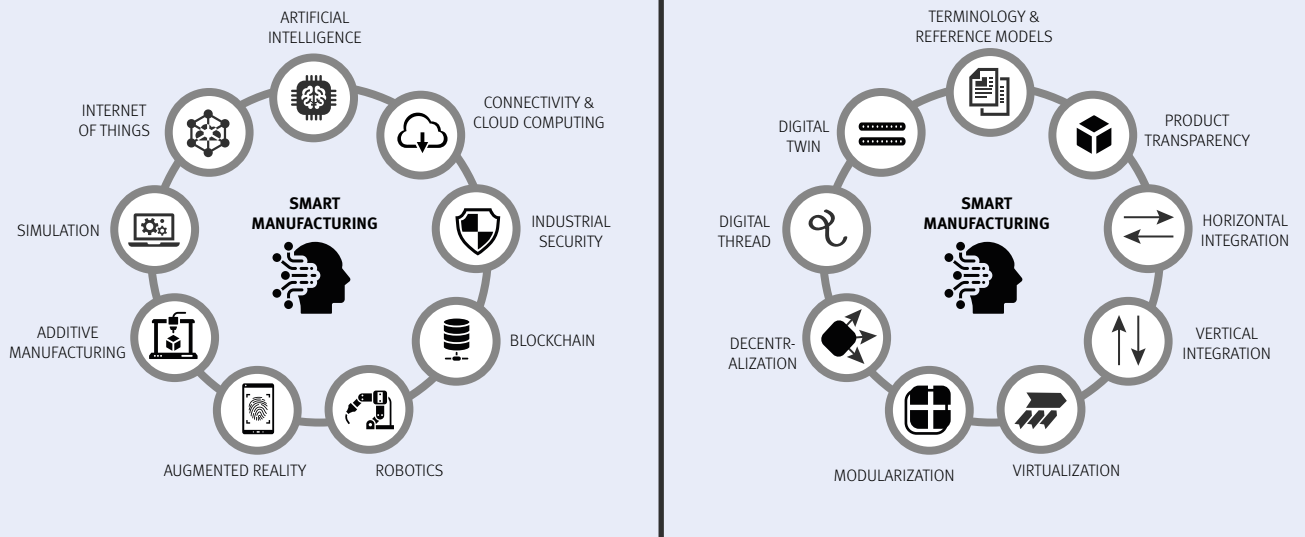 ARTIFICIAL
INTELLIGENCE
CONNECTIVITY &
CLOUD COMPUTING
INDUSTRIAL
SECURITY
BLOCKCHAIN
ROBOTICS
AUGMENTED REALITY
ADDITIVE
MANUFACTURING
SIMULATION
INTERNET
OF THINGS
SMART
MANUFACTURING
TERMINOLOGY &
REFERENCE MODELS
PRODUCT
TRANSPARENCY
HORIZONTAL
INTEGRATION
VERTICAL
INTEGRATION
VIRTUALIZATION
MODULARIZATION
DECENTR-
ALIZATION
DIGITAL
THREAD
DIGITAL
TWIN
SMART
MANUFACTURING